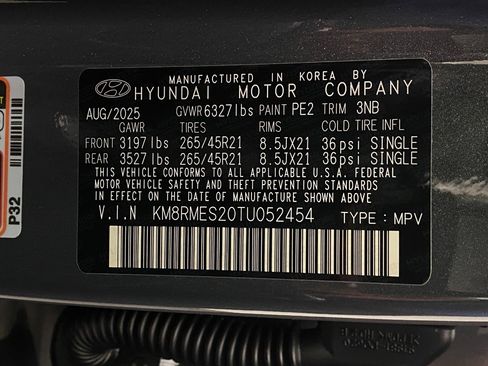 MANUFACTURED IN KOREA BY
HYUNDAI MOTOR COMPANY
AUG/2025 GVWR 6327lbs PAINT PE2 TRIM 3NB
GAWR TIRES RIMS COLD TIRE INFL
FRONT 3197 lbs 265/45R21 8.5JX21 36psi SINGLE
REAR 3527 lbs 265/45R21 8.5JX21 36psi SINGLE
THIS VEHICLE CONFORMS TO ALL APPLICABLE U.S.A. FEDERAL
MOTOR VEHICLE SAFETY AND THEFT PREVENTION STANDARDS
IN EFFECT ON THE DATE OF MANUFACTURE SHOWN ABOVE.
V.I.N KM8RMES20TU052454 TYPE : MPV
P32